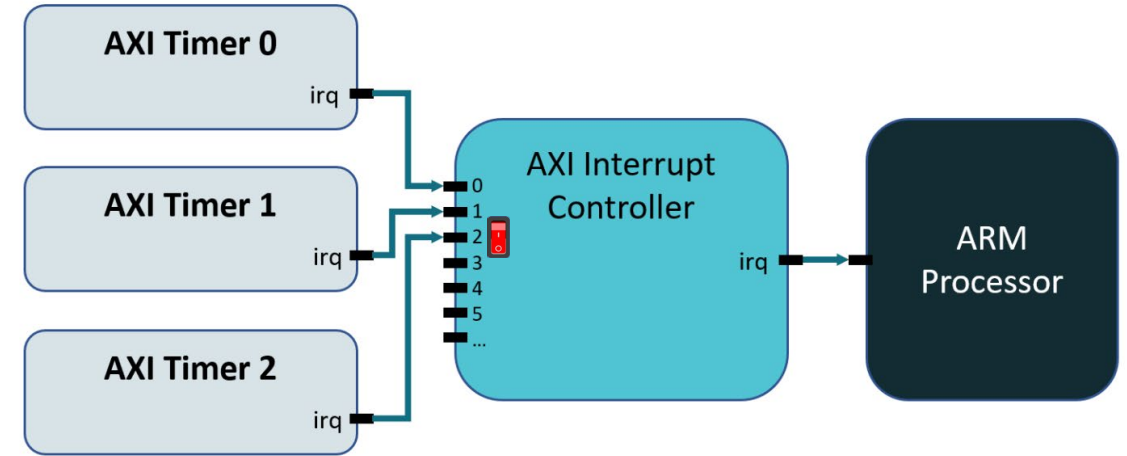 AXI Timer 0
irq
AXI Timer 1
irq
AXI Timer 2
irq
AXI Interrupt
Controller
0
1
2
3
4
5
...
irq
ARM
Processor